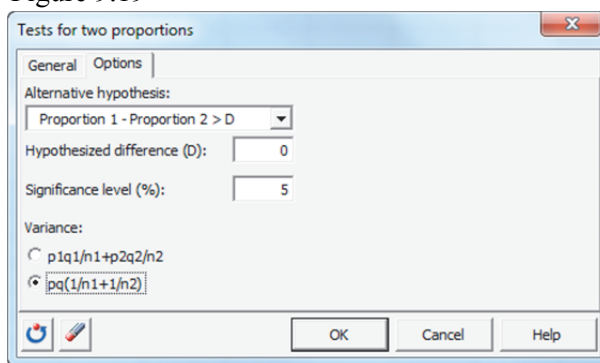 Figure 9.19
Tests for two proportions
General Options
Alternative hypothesis:
Proportion 1 - Proportion 2 > D
Hypothesized difference (D): 0
Significance level (%): 5
Variance:
p1q1/n1+p2q2/n2
pq(1/n1+1/n2)
OK Cancel Help